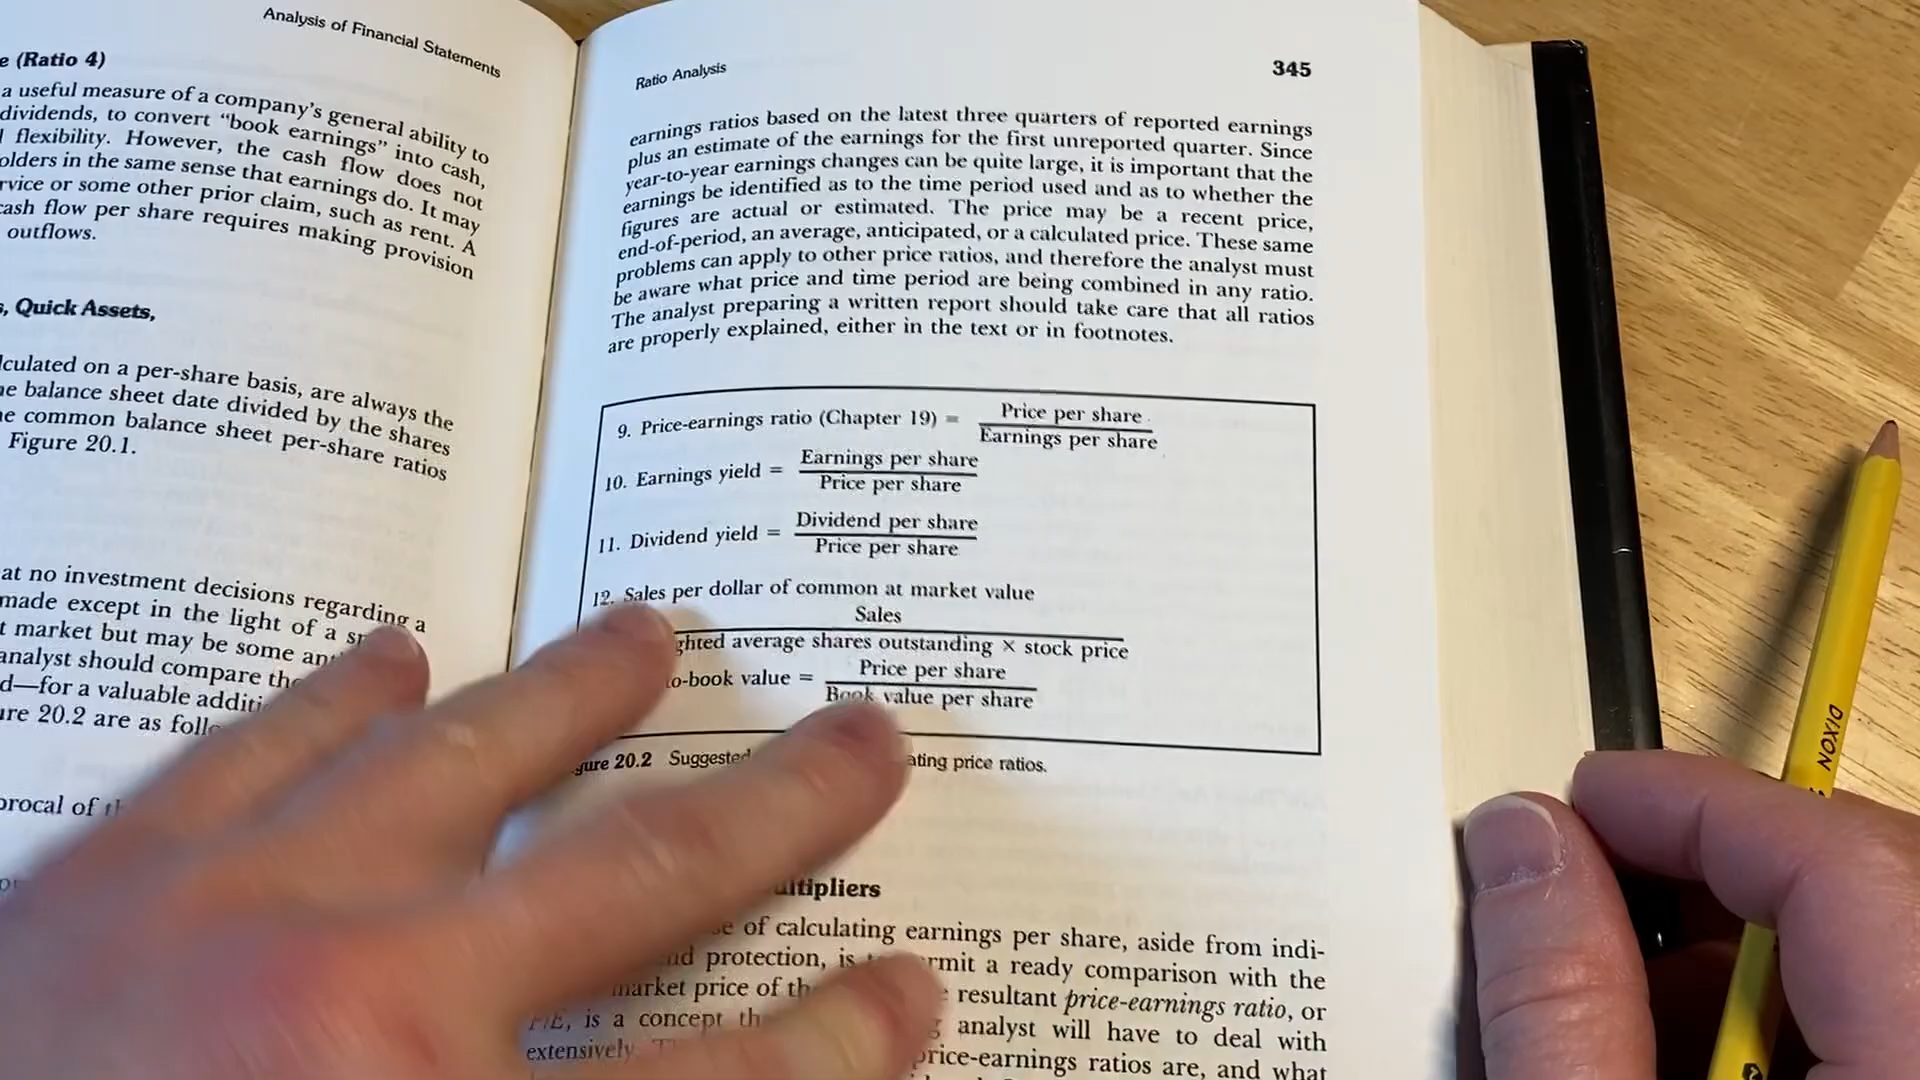 Analysis of Financial Statements
e (Ratio 4)
a useful measure of a company's general ability to
dividends, to convert "book earnings" into cash,
flexibility. However, the cash flow does not
olders in the same sense that earnings do. It may
rvice or some other prior claim, such as rent. A
cash flow per share requires making provision
outflows.
s, Quick Assets,
lculated on a per-share basis, are always the
he balance sheet date divided by the shares
he common balance sheet per-share ratios
Figure 20.1.
at no investment decisions regarding a
made except in the light of a
t market but may be some
analyst should compare
d—for a valuable
ure 20.2 are as
procal of
Ratio Analysis
345
earnings ratios based on the latest three quarters of reported earnings
plus an estimate of the earnings for the first unreported quarter. Since
year-to-year earnings changes can be quite large, it is important that the
earnings be identified as to the time period used and as to whether the
figures are actual or estimated. The price may be a recent price,
end-of-period, an average, anticipated, or a calculated price. These same
problems can apply to other price ratios, and therefore the analyst must
be aware what price and time period are being combined in any ratio.
The analyst preparing a written report should take care that all ratios
are properly explained, either in the text or in footnotes.
9. Price-earnings ratio (Chapter 19) = Price per share
Earnings per share
10. Earnings yield = Earnings per share
Price per share
11. Dividend yield = Dividend per share
Price per share
12. Sales per dollar of common at market value
Sales
ghted average shares outstanding × stock price
to-book value = Price per share
Book value per share
gure 20.2 Suggested ating price ratios.
ultipliers
se of calculating earnings per share, aside from indi-
nd protection, is rmit a ready comparison with the
market price of resultant price-earnings ratio, or
P/E, is a concept analyst will have to deal with
extensively. price-earnings ratios are, and what
DIXON